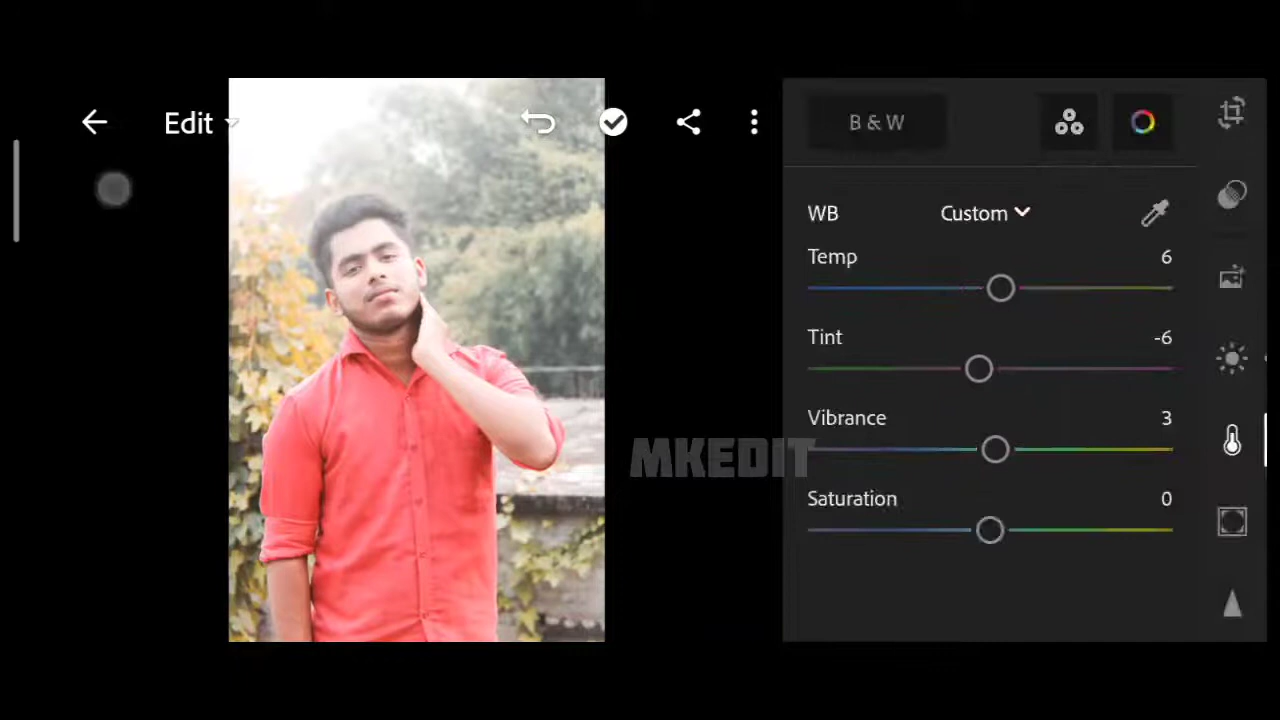 Edit
B & W
WB Custom
Temp 6
Tint -6
Vibrance 3
MKEDIT
Saturation 0